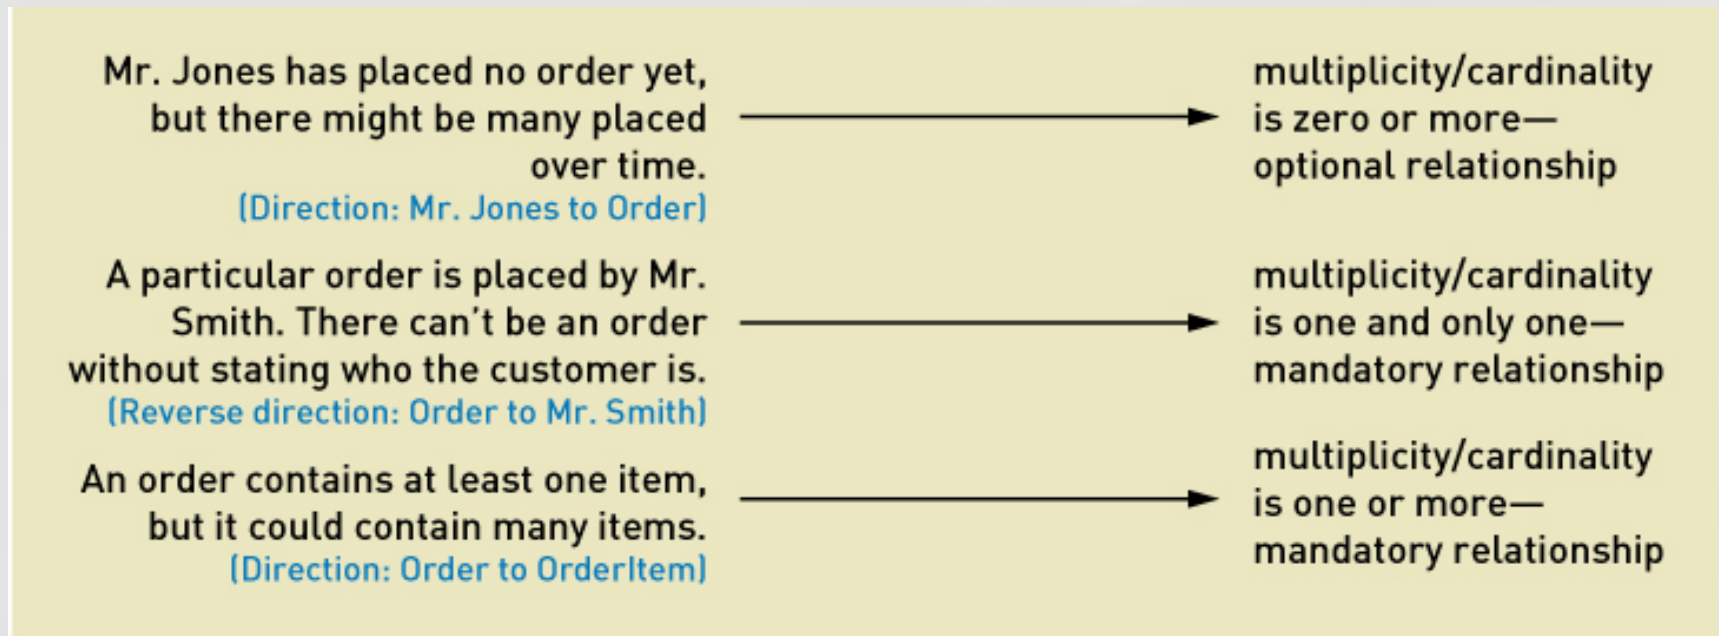 Mr. Jones has placed no order yet,
but there might be many placed
over time.
(Direction: Mr. Jones to Order)
multiplicity/cardinality
is zero or more—
optional relationship
A particular order is placed by Mr.
Smith. There can't be an order
without stating who the customer is.
(Reverse direction: Order to Mr. Smith)
multiplicity/cardinality
is one and only one—
mandatory relationship
An order contains at least one item,
but it could contain many items.
(Direction: Order to OrderItem)
multiplicity/cardinality
is one or more—
mandatory relationship